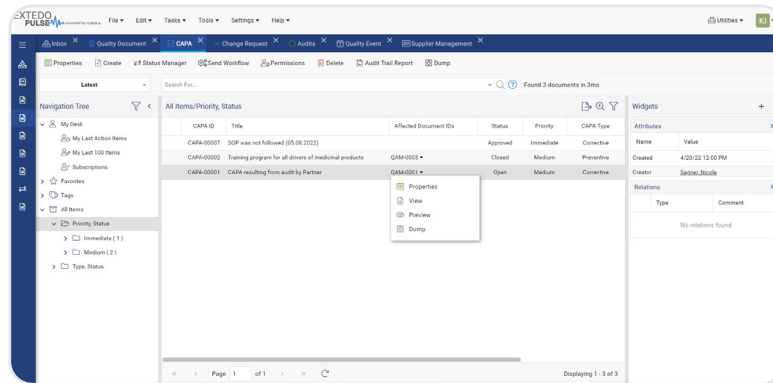 EXTEDO
PULSE powered by CARA File Edit Tasks Tools Settings Help Utilities KI
Inbox Quality Document CAPA Change Request Audits Quality Event Supplier Management
Properties Create Status Manager Send Workflow Permissions Delete Audit Trail Report Dump
Latest Search For... Found 3 documents in 3ms
Navigation Tree All Items/Priority, Status Widgets
My Desk CAPA ID Title Affected Document IDs Status Priority CAPA Type Attributes
My Last Action Items CAPA-00007 SOP was not followed (05.08.2022) Approved Immediate Corrective Name Value
My Last 100 Items CAPA-00002 Training program for all drivers of medicinal products QAM-0003 Closed Medium Preventive Created 4/20/22 12:00 PM
Subscriptions CAPA-00001 CAPA resulting from audit by Partner QAM-0001 Open Medium Corrective Creator Sagner, Nicole
Favorites Properties Relations
Tags View Type Comment
All Items Preview
Priority, Status Dump No relations found
Immediate ( 1 )
Medium ( 2 )
Type, Status
Page 1 of 1 Displaying 1 - 3 of 3